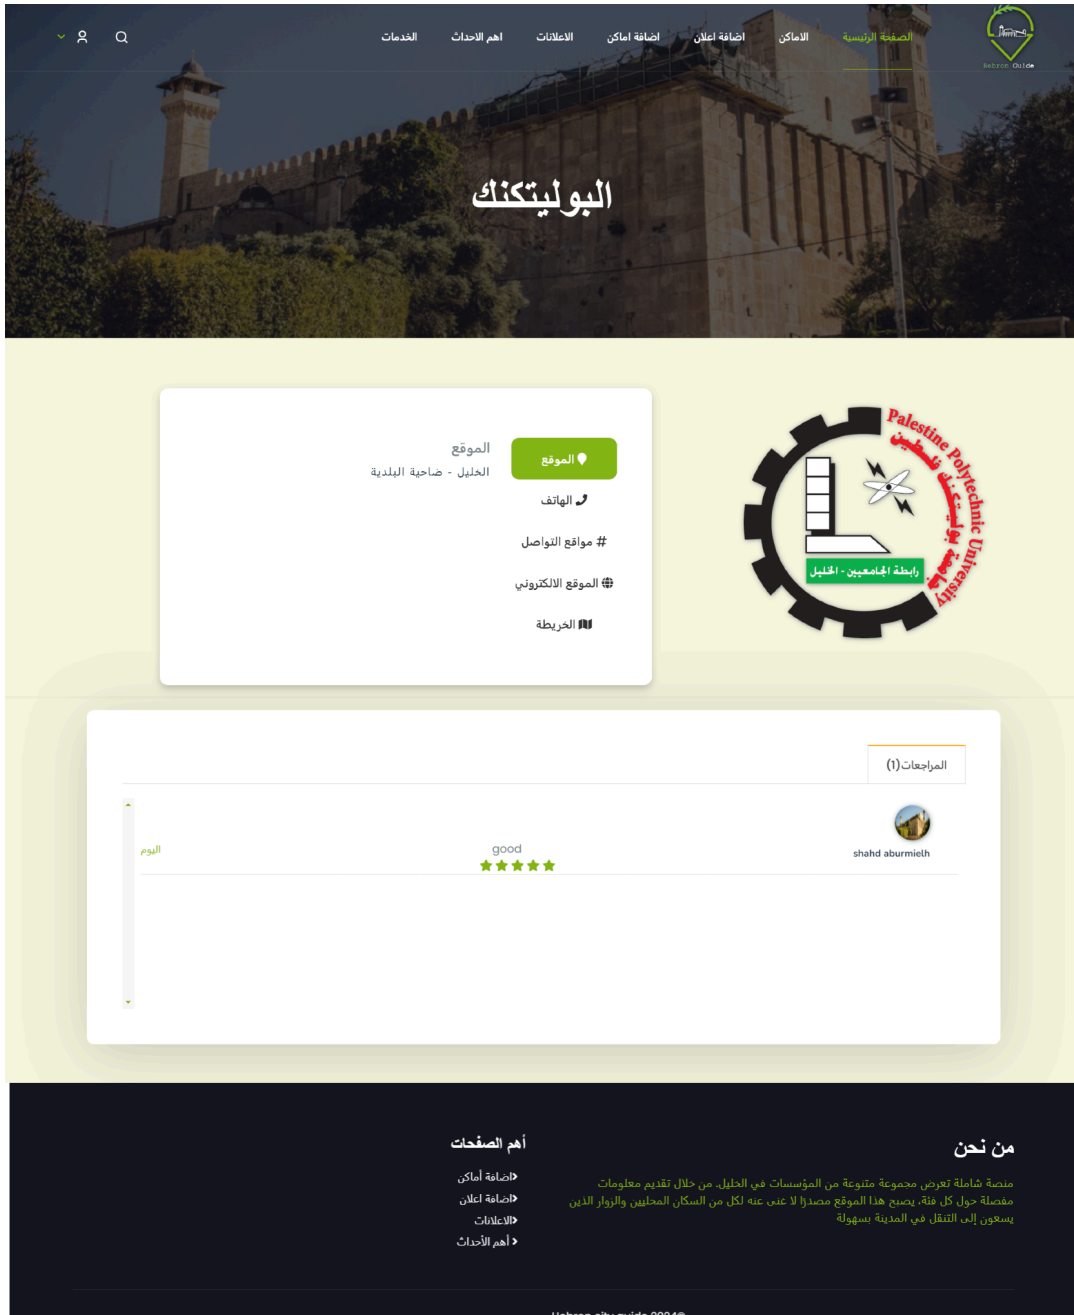 Hebron Guide
الصفحة الرئيسية
الاماكن
اضافة اعلان
اضافة اماكن
الاعلانات
اهم الاحداث
الخدمات
البوليتكنك
Palestine Polytechnic University
جامعة بوليتكنك فلسطين
رابطة الجامعيين - الخليل
الموقع
الموقع
الخليل - ضاحية البلدية
الهاتف
# مواقع التواصل
الموقع الالكتروني
الخريطة
المراجعات(1)
shahd aburmielh
good
اليوم
من نحن
منصة شاملة تعرض مجموعة متنوعة من المؤسسات في الخليل. من خلال تقديم معلومات
مفصلة حول كل فئة، يصبح هذا الموقع مصدرًا لا غنى عنه لكل من السكان المحليين والزوار الذين
يسعون إلى التنقل في المدينة بسهولة
أهم الصفحات
اضافة أماكن
اضافة اعلان
الاعلانات
أهم الأحداث
Hebron city guide 2024©